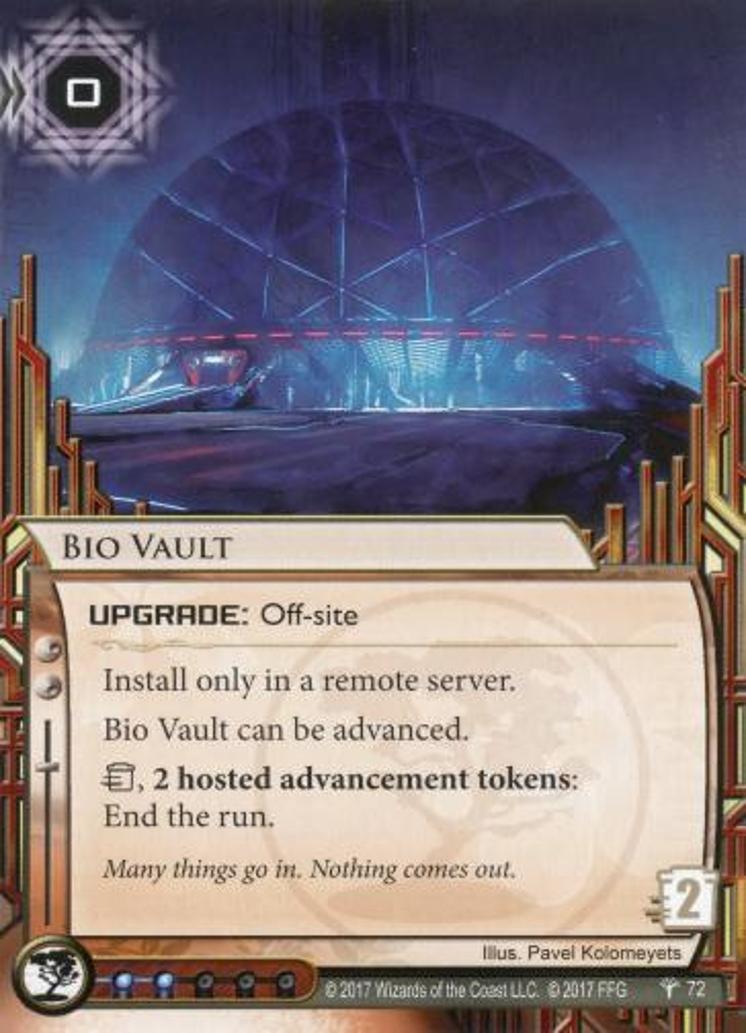 BIO VAULT
UPGRADE: Off-site
Install only in a remote server.
Bio Vault can be advanced.
, 2 hosted advancement tokens:
End the run.
Many things go in. Nothing comes out.
2
Illus. Pavel Kolomeyets
© 2017 Wizards of the Coast LLC. © 2017 FFG 72